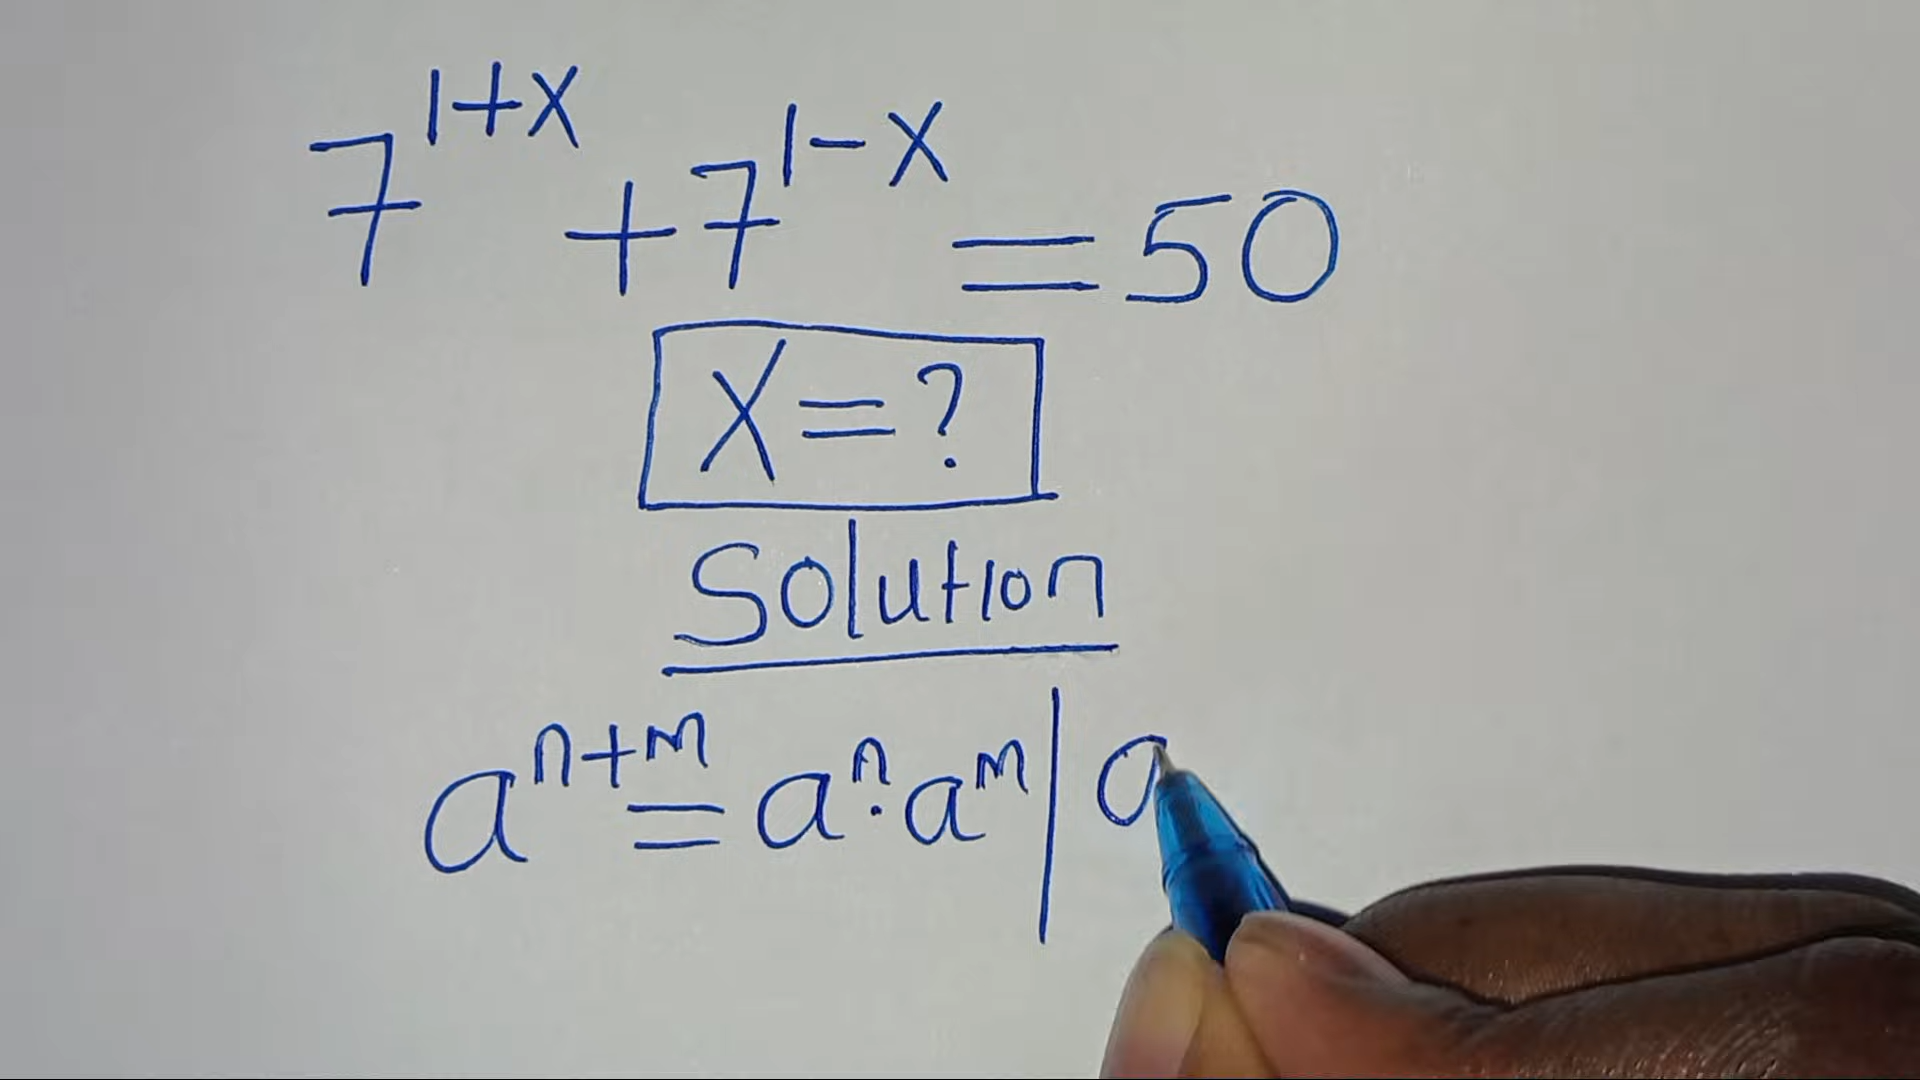 7^{1+x} + 7^{1-x} = 50
X = ?
Solution
a^{n+m} = a^n · a^m | a